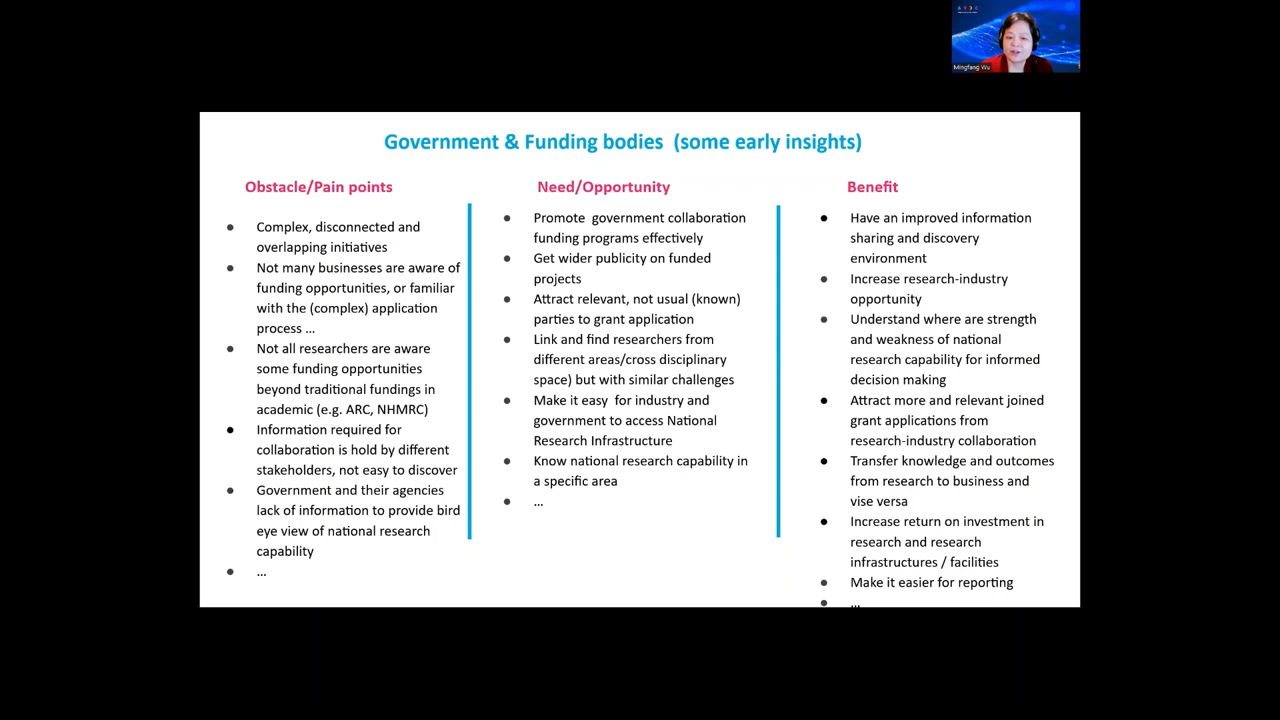 ARDC
Mingfang Wu
Government & Funding bodies (some early insights)
Obstacle/Pain points
Complex, disconnected and
overlapping initiatives
Not many businesses are aware of
funding opportunities, or familiar
with the (complex) application
process ...
Not all researchers are aware
some funding opportunities
beyond traditional fundings in
academic (e.g. ARC, NHMRC)
Information required for
collaboration is hold by different
stakeholders, not easy to discover
Government and their agencies
lack of information to provide bird
eye view of national research
capability
...
Need/Opportunity
Promote government collaboration
funding programs effectively
Get wider publicity on funded
projects
Attract relevant, not usual (known)
parties to grant application
Link and find researchers from
different areas/cross disciplinary
space) but with similar challenges
Make it easy for industry and
government to access National
Research Infrastructure
Know national research capability in
a specific area
...
Benefit
Have an improved information
sharing and discovery
environment
Increase research-industry
opportunity
Understand where are strength
and weakness of national
research capability for informed
decision making
Attract more and relevant joined
grant applications from
research-industry collaboration
Transfer knowledge and outcomes
from research to business and
vise versa
Increase return on investment in
research and research
infrastructures / facilities
Make it easier for reporting
...